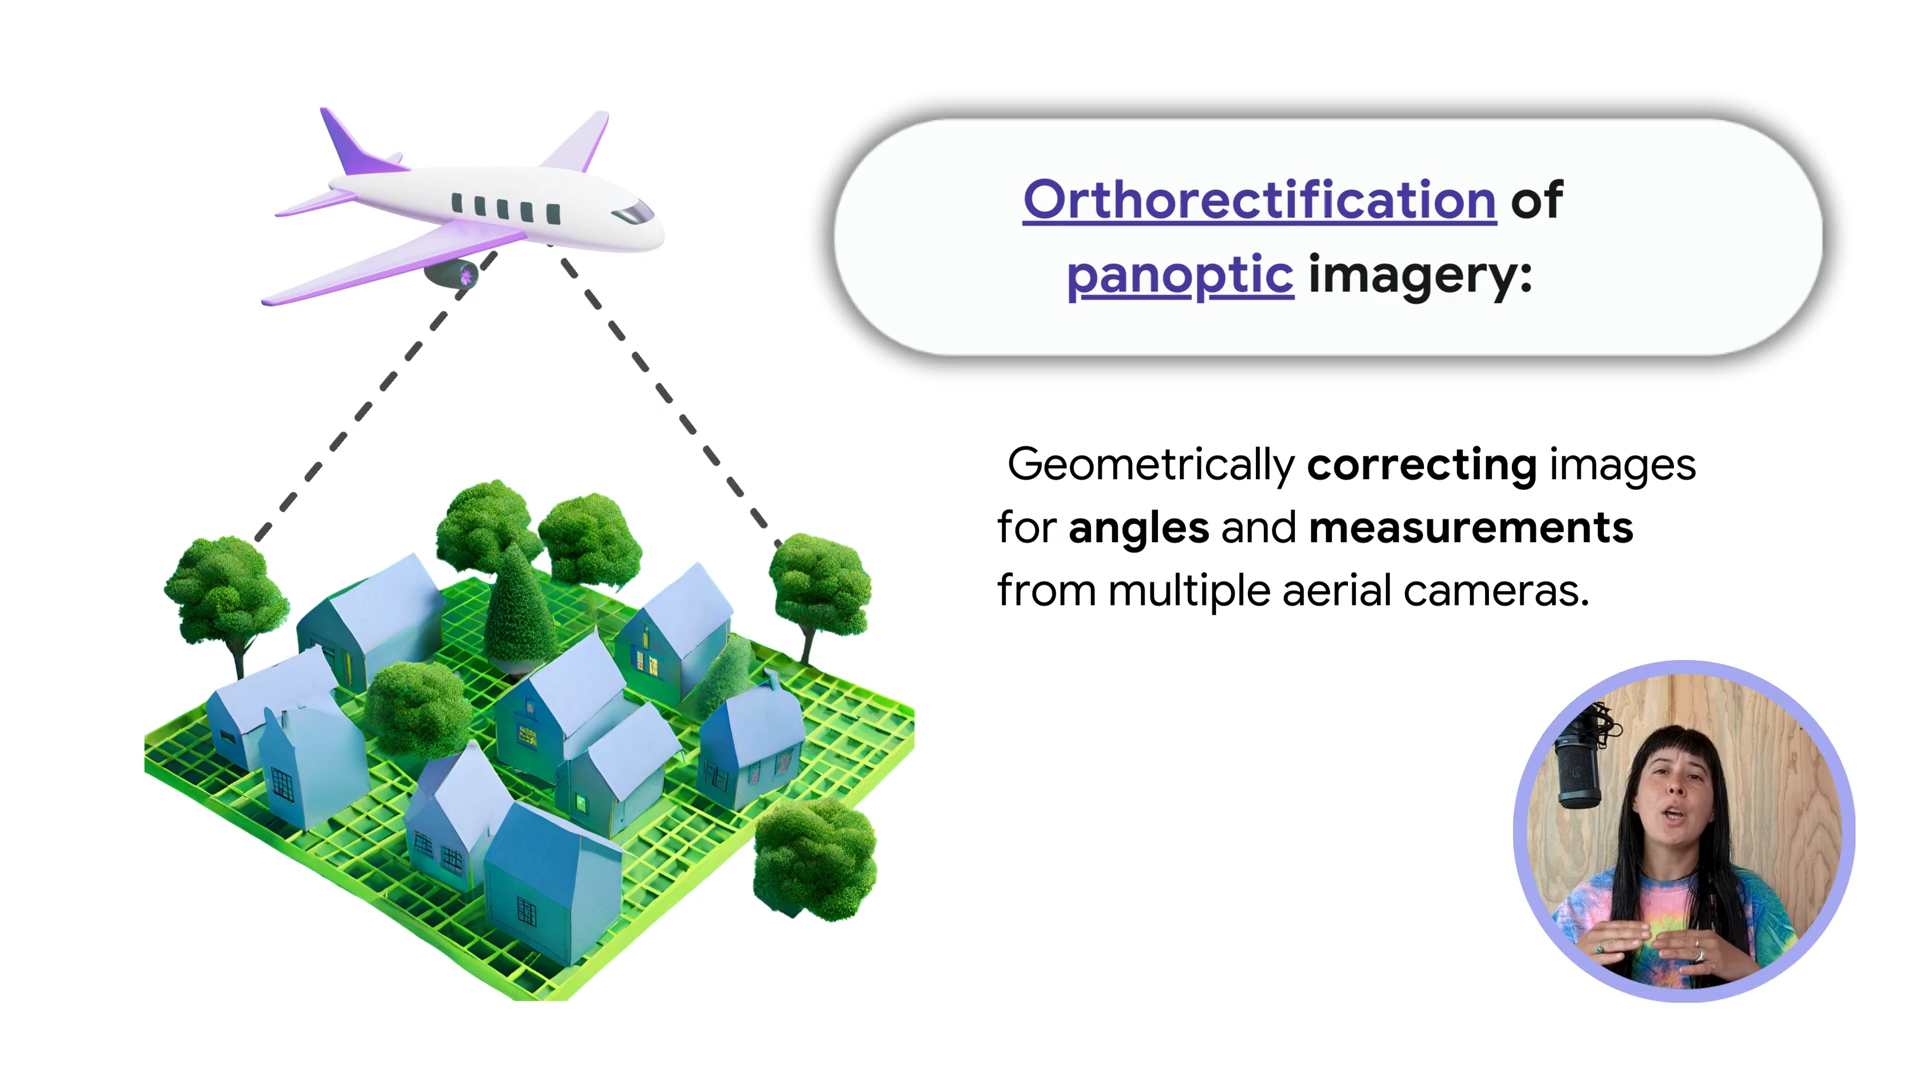 Orthorectification of
panoptic imagery:
Geometrically correcting images
for angles and measurements
from multiple aerial cameras.